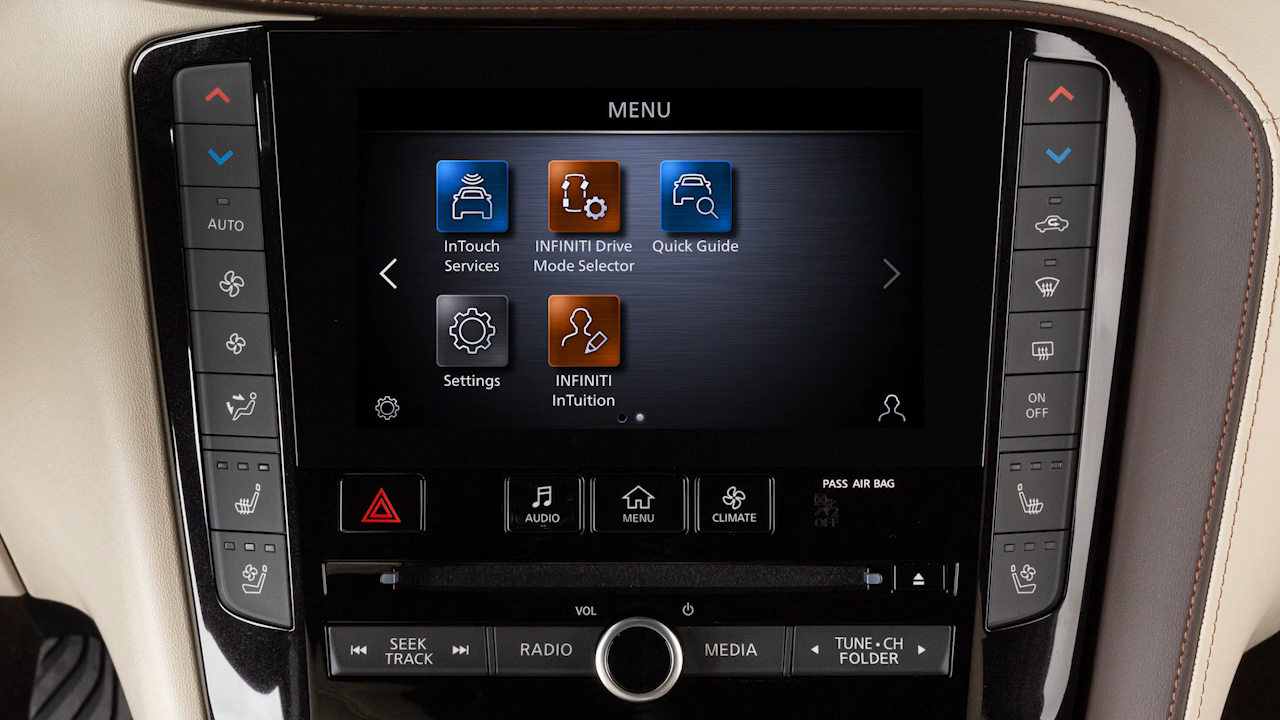 MENU
InTouch
Services
INFINITI Drive
Mode Selector
Quick Guide
Settings
INFINITI
InTuition
AUTO
ON
OFF
AUDIO
MENU
CLIMATE
PASS AIR BAG
OFF
VOL
SEEK
TRACK
RADIO
MEDIA
TUNE•CH
FOLDER